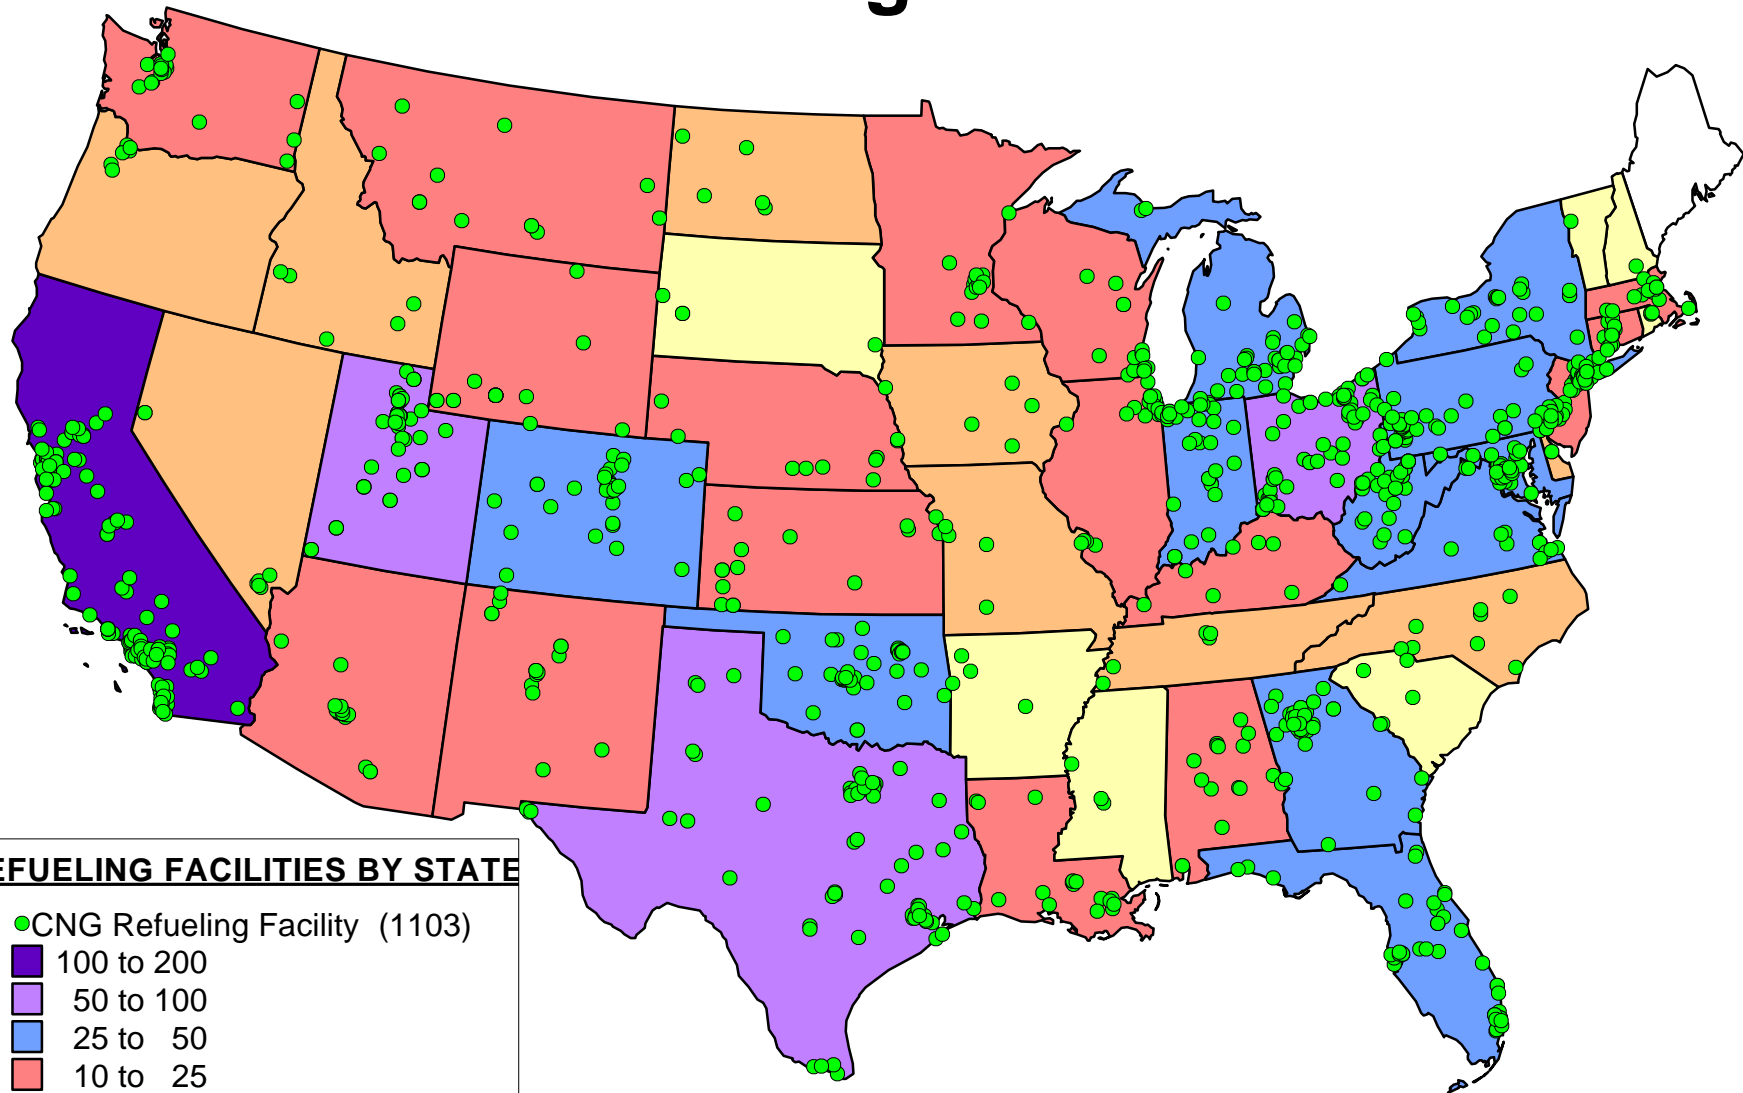 EFUELING FACILITIES BY STATE
CNG Refueling Facility (1103)
100 to 200
50 to 100
25 to 50
10 to 25